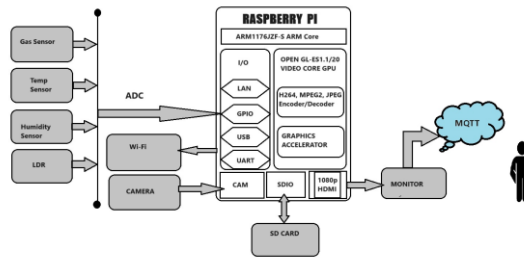 RASPBERRY PI
ARM1176JZF-S ARM Core
Gas Sensor
Temp
Sensor
Humidity
Sensor
LDR
ADC
Wi-Fi
CAMERA
I/O
LAN
GPIO
USB
UART
OPEN GL-ES1.1/20
VIDEO CORE GPU
H264, MPEG2, JPEG
Encoder/Decoder
GRAPHICS
ACCELERATOR
CAM
SDIO
1080p
HDMI
SD CARD
MONITOR
MQTT